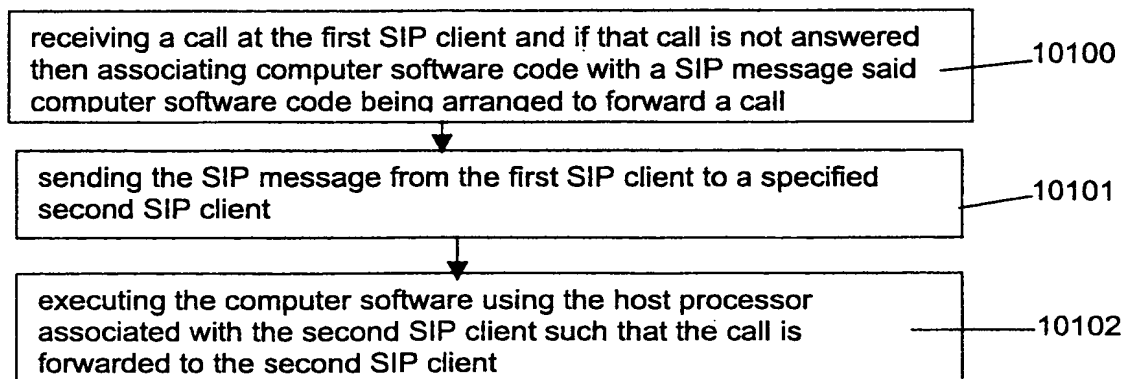 receiving a call at the first SIP client and if that call is not answered
then associating computer software code with a SIP message said
computer software code being arranged to forward a call
10100
sending the SIP message from the first SIP client to a specified
second SIP client
10101
executing the computer software using the host processor
associated with the second SIP client such that the call is
forwarded to the second SIP client
10102